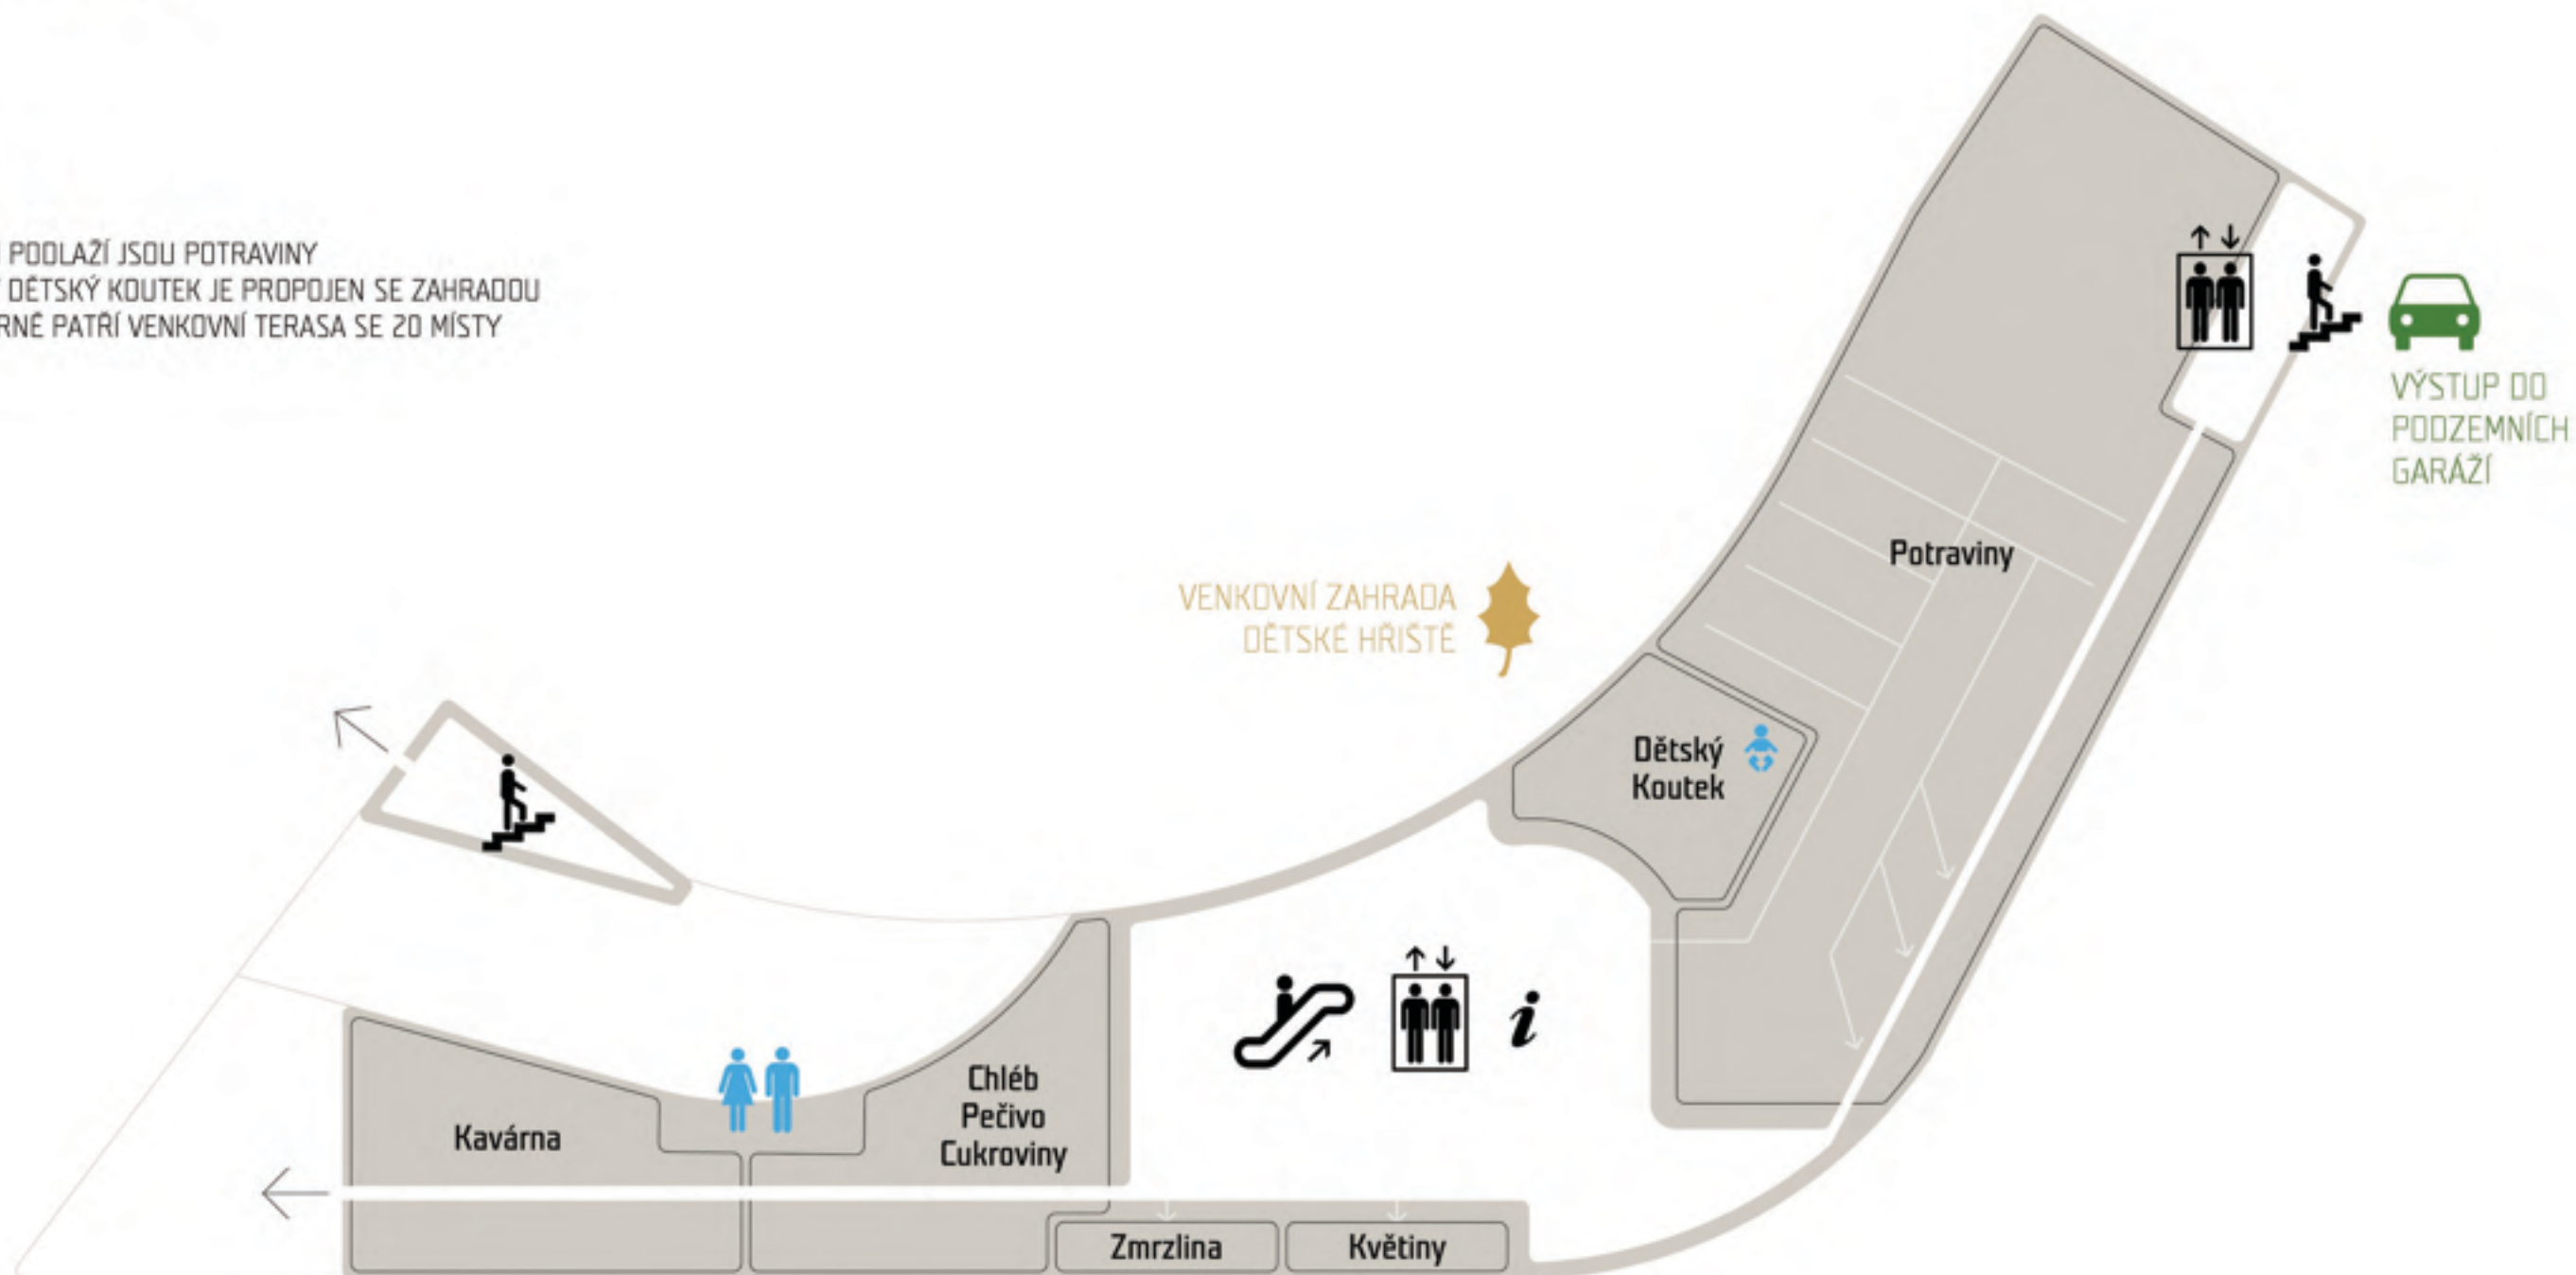 PODLAŽÍ JSOU POTRAVINY
DĚTSKÝ KOUTEK JE PROPOJEN SE ZAHRADOU
PATŘÍ VENKOVNÍ TERASA SE 20 MÍSTY
VÝSTUP DO
PODZEMNÍCH
GARÁŽÍ
Potraviny
VENKOVNÍ ZAHRADA
DĚTSKÉ HŘIŠTĚ
Dětský
Koutek
i
Chléb
Pečivo
Cukroviny
Kavárna
Zmrzlina
Květiny